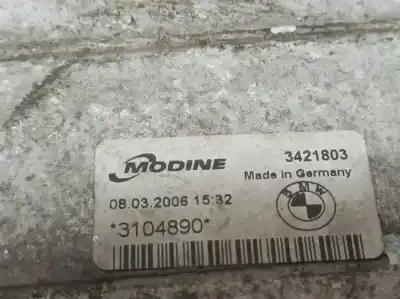 MODINE
3421803
Made in Germany
08.03.2006 15:32
BMW
*3104890*